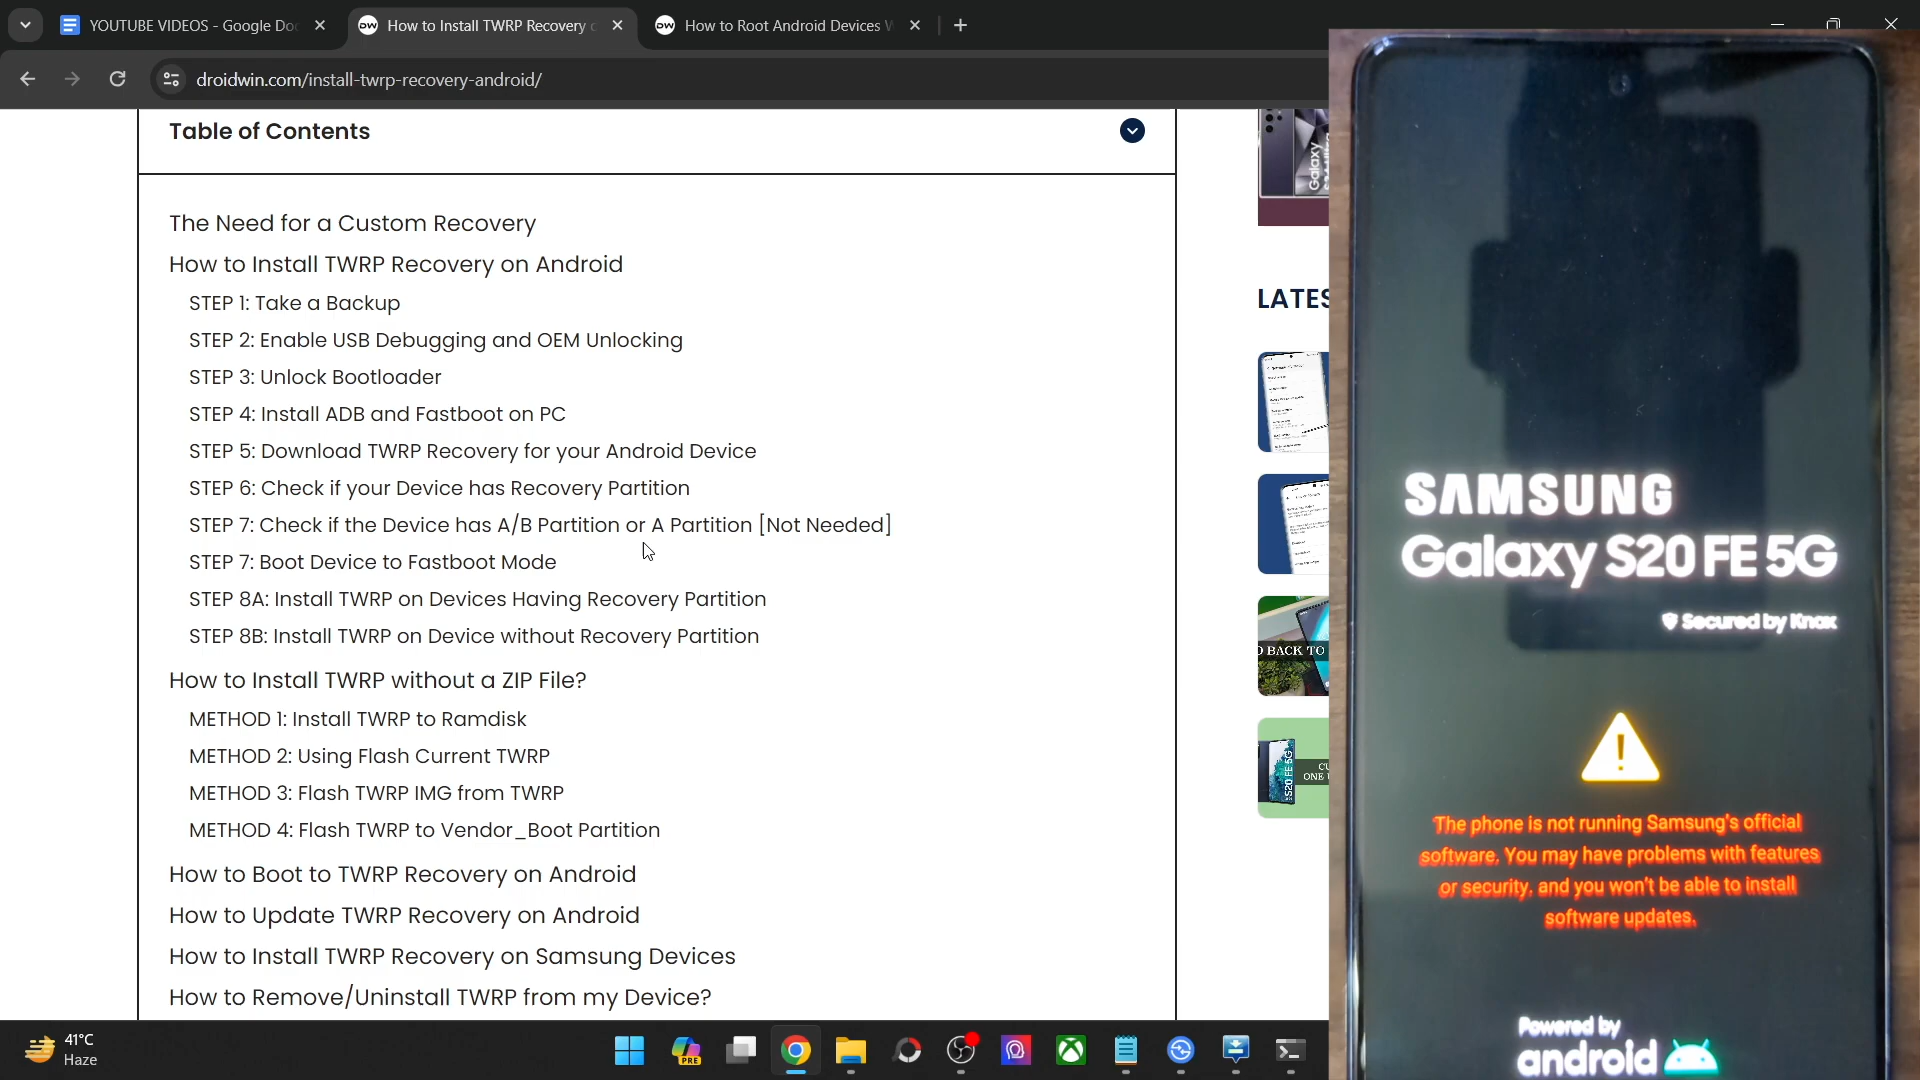 YOUTUBE VIDEOS - Google Do
How to Install TWRP Recovery
How to Root Android Devices
droidwin.com/install-twrp-recovery-android/
Table of Contents
The Need for a Custom Recovery
How to Install TWRP Recovery on Android
STEP 1: Take a Backup
STEP 2: Enable USB Debugging and OEM Unlocking
STEP 3: Unlock Bootloader
STEP 4: Install ADB and Fastboot on PC
STEP 5: Download TWRP Recovery for your Android Device
STEP 6: Check if your Device has Recovery Partition
STEP 7: Check if the Device has A/B Partition or A Partition [Not Needed]
STEP 7: Boot Device to Fastboot Mode
STEP 8A: Install TWRP on Devices Having Recovery Partition
STEP 8B: Install TWRP on Device without Recovery Partition
How to Install TWRP without a ZIP File?
METHOD 1: Install TWRP to Ramdisk
METHOD 2: Using Flash Current TWRP
METHOD 3: Flash TWRP IMG from TWRP
METHOD 4: Flash TWRP to Vendor_Boot Partition
How to Boot to TWRP Recovery on Android
How to Update TWRP Recovery on Android
How to Install TWRP Recovery on Samsung Devices
How to Remove/Uninstall TWRP from my Device?
Galaxy
LATES
BACK TO
S20 FE 5G
ONE
SAMSUNG
Galaxy S20 FE 5G
Secured by Knox
The phone is not running Samsung's official
software. You may have problems with features
or security, and you won't be able to install
software updates.
Powered by
android
41°C
Haze
PRE